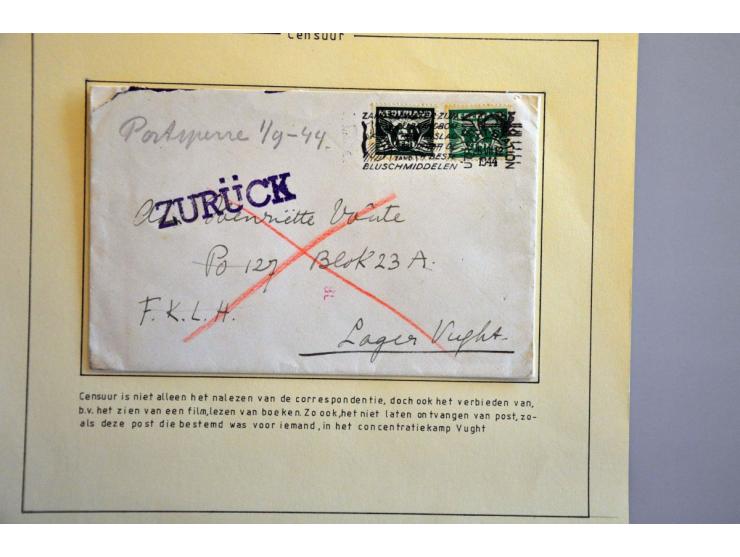 Censuur
Portsperre 1/9-44.
ZURÜCK
NEDERLAND
BLUSCHMIDDELEN
1944
Henriëtte Voûte
Po 127 Blok 23 A.
F.K.L.H.
Lager Vught.
Censuur is niet alleen het nalezen van de correspondentie, doch ook het verbieden van,
b.v. het zien van een film, lezen van boeken. Zo ook, het niet laten ontvangen van post, zo-
als deze post die bestemd was voor iemand, in het concentratiekamp Vught